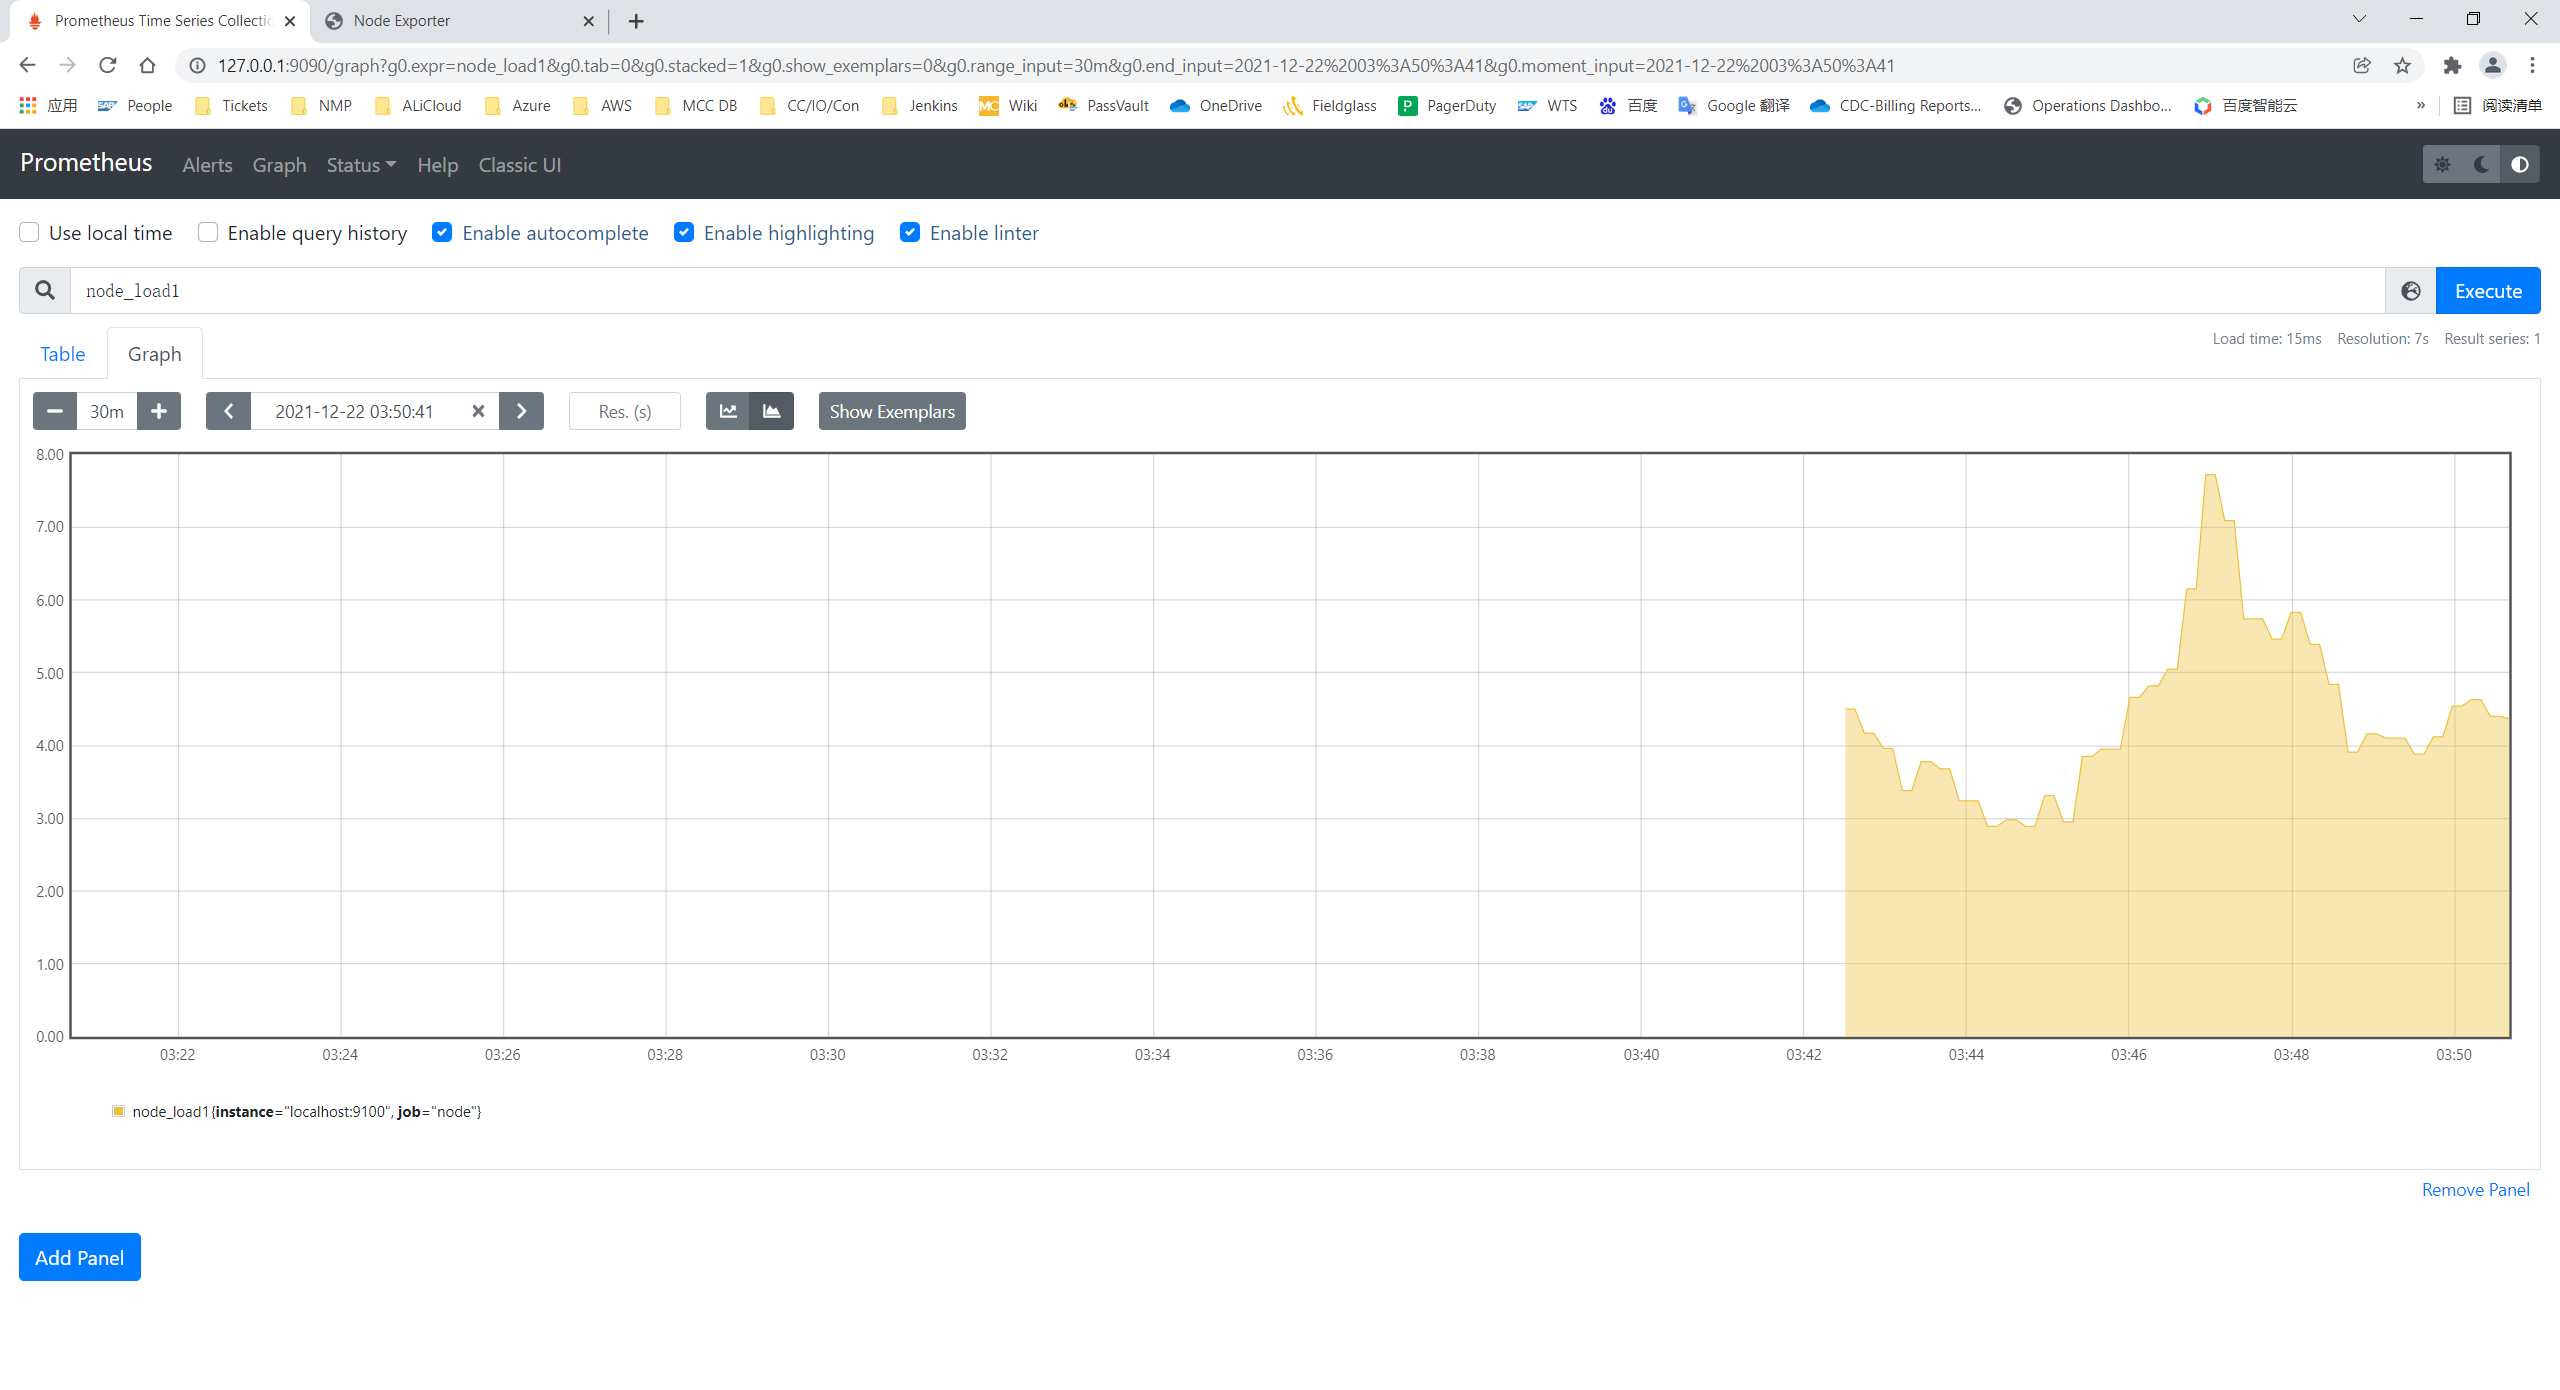 Prometheus Time Series Collectio
Node Exporter
127.0.0.1:9090/graph?g0.expr=node_load1&g0.tab=0&g0.stacked=1&g0.show_exemplars=0&g0.range_input=30m&g0.end_input=2021-12-22%2003%3A50%3A41&g0.moment_input=2021-12-22%2003%3A50%3A41
应用 SAP People Tickets NMP ALiCloud Azure AWS MCC DB CC/IO/Con Jenkins MC Wiki PassVault OneDrive Fieldglass P PagerDuty SAP WTS du 百度 Google 翻译 CDC-Billing Reports... Operations Dashbo... 百度智能云 » 阅读清单
Prometheus Alerts Graph Status Help Classic UI
Use local time Enable query history Enable autocomplete Enable highlighting Enable linter
node_load1 Execute
Table Graph
Load time: 15ms Resolution: 7s Result series: 1
30m 2021-12-22 03:50:41 Res. (s) Show Exemplars
8.00
7.00
6.00
5.00
4.00
3.00
2.00
1.00
0.00
03:22 03:24 03:26 03:28 03:30 03:32 03:34 03:36 03:38 03:40 03:42 03:44 03:46 03:48 03:50
node_load1{instance="localhost:9100", job="node"}
Remove Panel
Add Panel